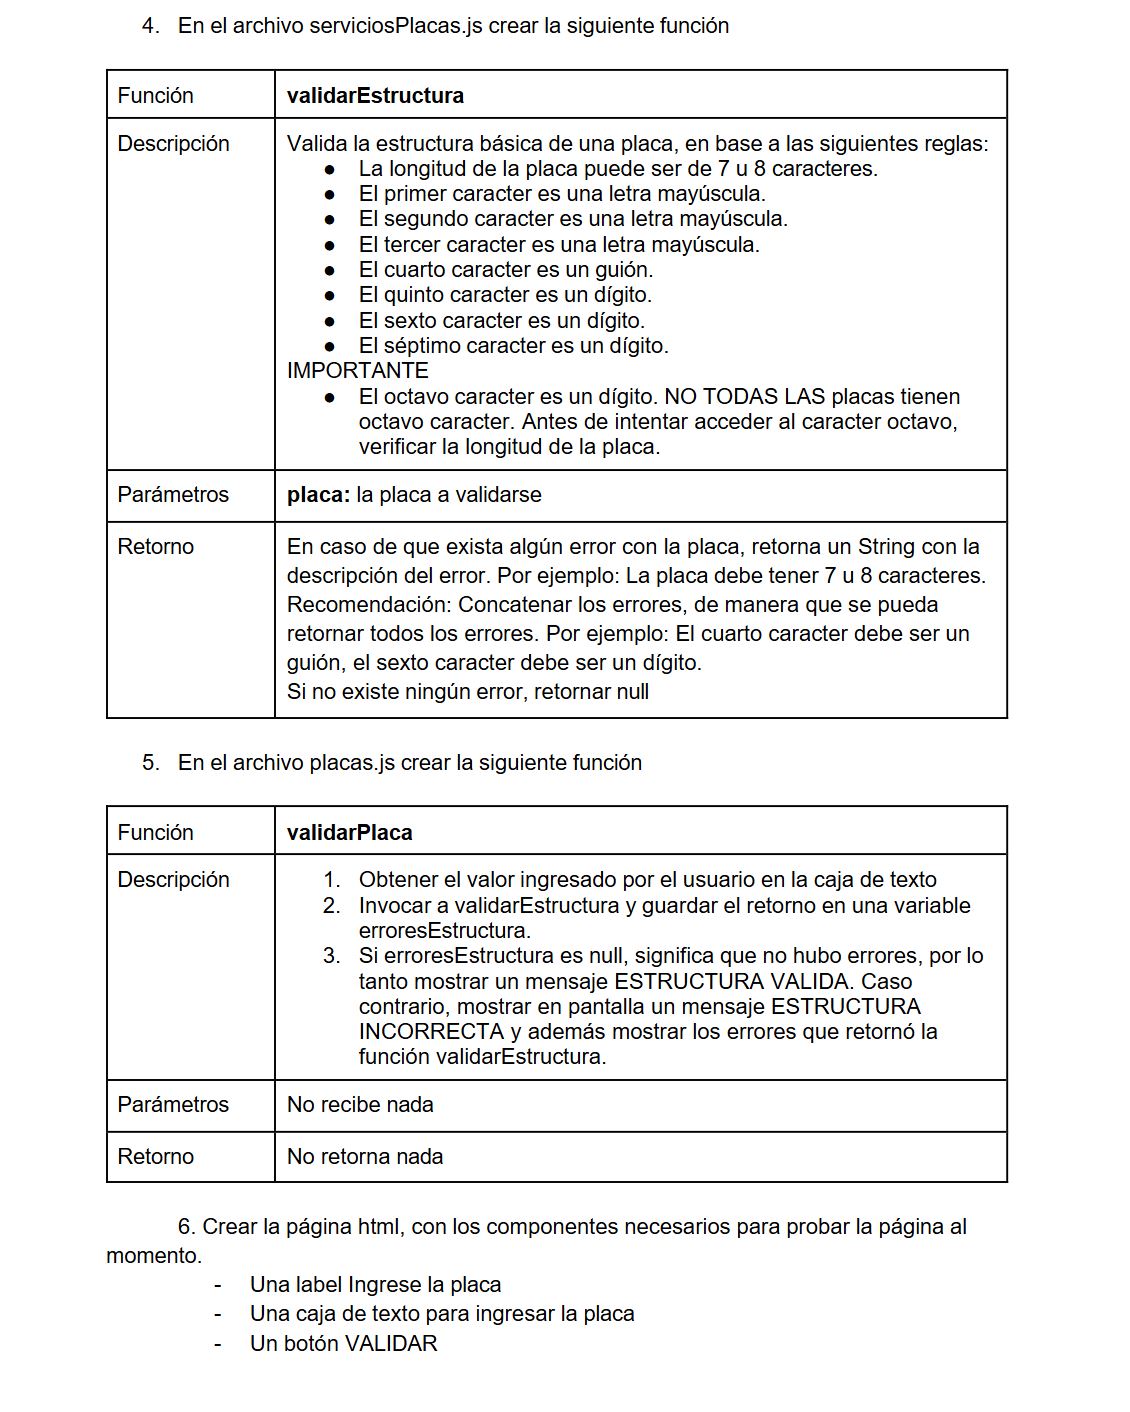 4. En el archivo serviciosPlacas.js crear la siguiente función
Función validarEstructura
Descripción Valida la estructura básica de una placa, en base a las siguientes reglas:
● La longitud de la placa puede ser de 7 u 8 caracteres.
● El primer caracter es una letra mayúscula.
● El segundo caracter es una letra mayúscula.
● El tercer caracter es una letra mayúscula.
● El cuarto caracter es un guión.
● El quinto caracter es un dígito.
● El sexto caracter es un dígito.
● El séptimo caracter es un dígito.
IMPORTANTE
● El octavo caracter es un dígito. NO TODAS LAS placas tienen
octavo caracter. Antes de intentar acceder al caracter octavo,
verificar la longitud de la placa.
Parámetros placa: la placa a validarse
Retorno En caso de que exista algún error con la placa, retorna un String con la
descripción del error. Por ejemplo: La placa debe tener 7 u 8 caracteres.
Recomendación: Concatenar los errores, de manera que se pueda
retornar todos los errores. Por ejemplo: El cuarto caracter debe ser un
guión, el sexto caracter debe ser un dígito.
Si no existe ningún error, retornar null
5. En el archivo placas.js crear la siguiente función
Función validarPlaca
Descripción 1. Obtener el valor ingresado por el usuario en la caja de texto
2. Invocar a validarEstructura y guardar el retorno en una variable
erroresEstructura.
3. Si erroresEstructura es null, significa que no hubo errores, por lo
tanto mostrar un mensaje ESTRUCTURA VALIDA. Caso
contrario, mostrar en pantalla un mensaje ESTRUCTURA
INCORRECTA y además mostrar los errores que retornó la
función validarEstructura.
Parámetros No recibe nada
Retorno No retorna nada
6. Crear la página html, con los componentes necesarios para probar la página al
momento.
- Una label Ingrese la placa
- Una caja de texto para ingresar la placa
- Un botón VALIDAR